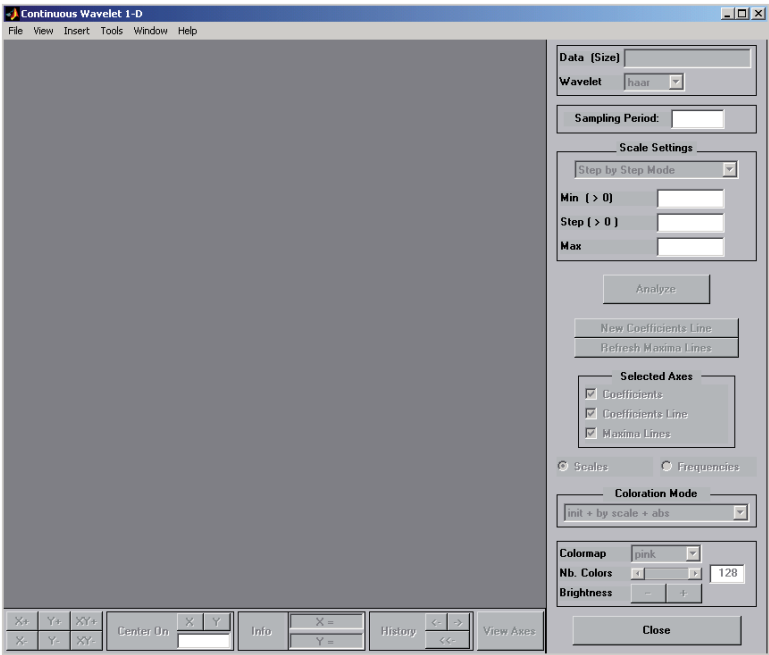 Continuous Wavelet 1-D
File View Insert Tools Window Help
Data (Size)
Wavelet haar
Sampling Period:
Scale Settings
Step by Step Mode
Min ( > 0)
Step ( > 0 )
Max
Analyze
New Coefficients Line
Refresh Maxima Lines
Selected Axes
Coefficients
Coefficients Line
Maxima Lines
Scales Frequencies
Coloration Mode
init + by scale + abs
Colormap pink
Nb. Colors 128
Brightness - +
Close
X+ Y+ XY+
X- Y- XY-
Center On X Y
Info X =
Y =
History <- ->
<<-
View Axes